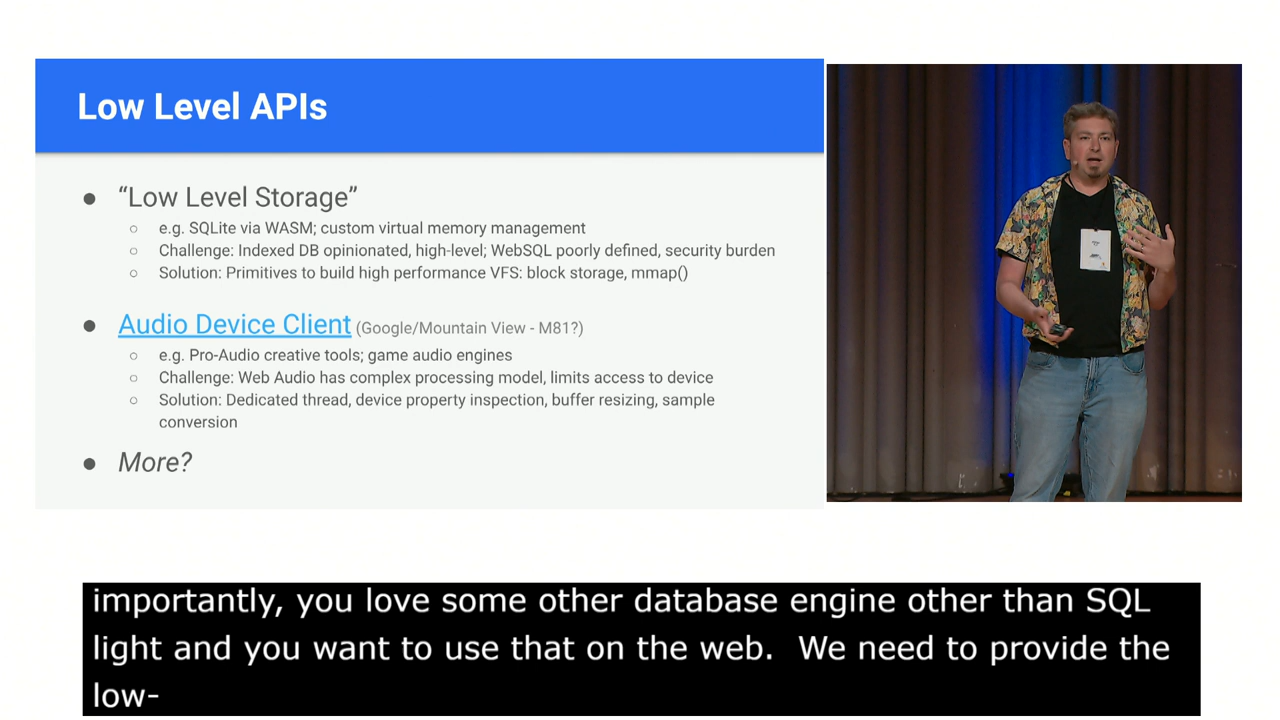 Low Level APIs
● “Low Level Storage”
○ e.g. SQLite via WASM; custom virtual memory management
○ Challenge: Indexed DB opinionated, high-level; WebSQL poorly defined, security burden
○ Solution: Primitives to build high performance VFS: block storage, mmap()
● Audio Device Client (Google/Mountain View - M81?)
○ e.g. Pro-Audio creative tools; game audio engines
○ Challenge: Web Audio has complex processing model, limits access to device
○ Solution: Dedicated thread, device property inspection, buffer resizing, sample
conversion
● More?
importantly, you love some other database engine other than SQL
light and you want to use that on the web.  We need to provide the
low-